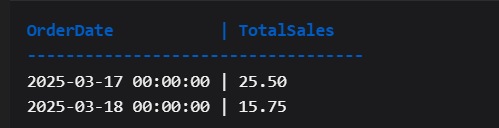 OrderDate           | TotalSales
-----------------------------------
2025-03-17 00:00:00 | 25.50
2025-03-18 00:00:00 | 15.75